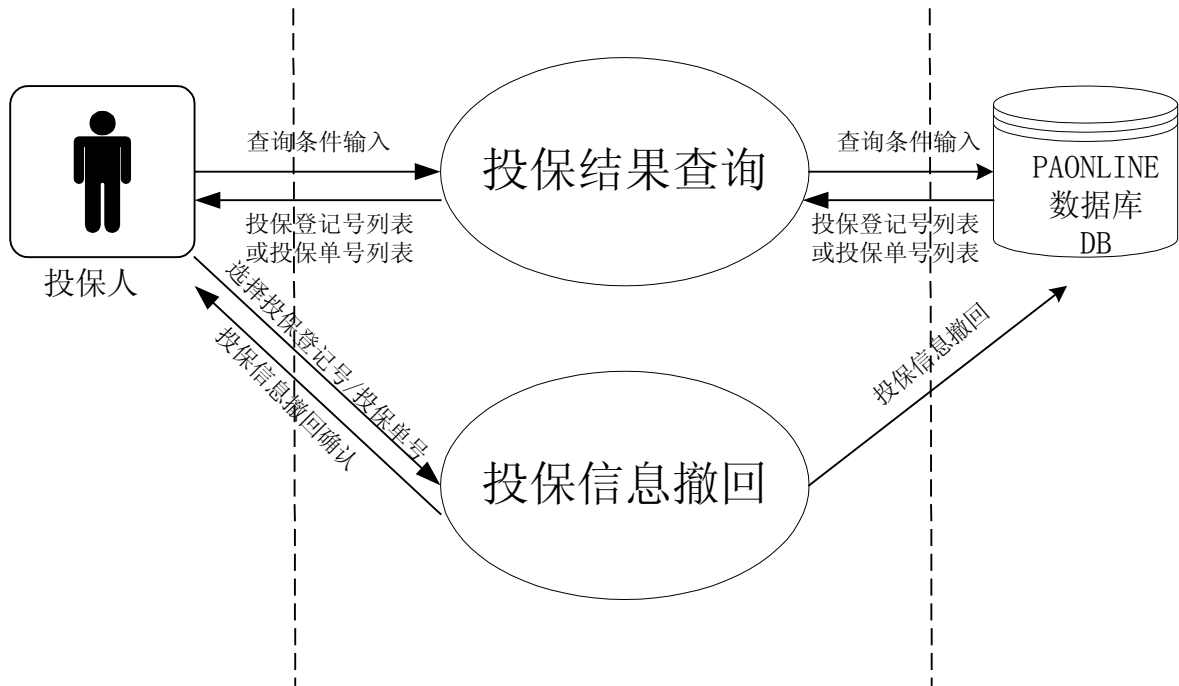 查询条件输入
投保登记号列表
或投保单号列表
投保人
投保结果查询
查询条件输入
投保登记号列表
或投保单号列表
PAONLINE
数据库
DB
选择投保登记号/投保单号
投保信息撤回确认
投保信息撤回
投保信息撤回